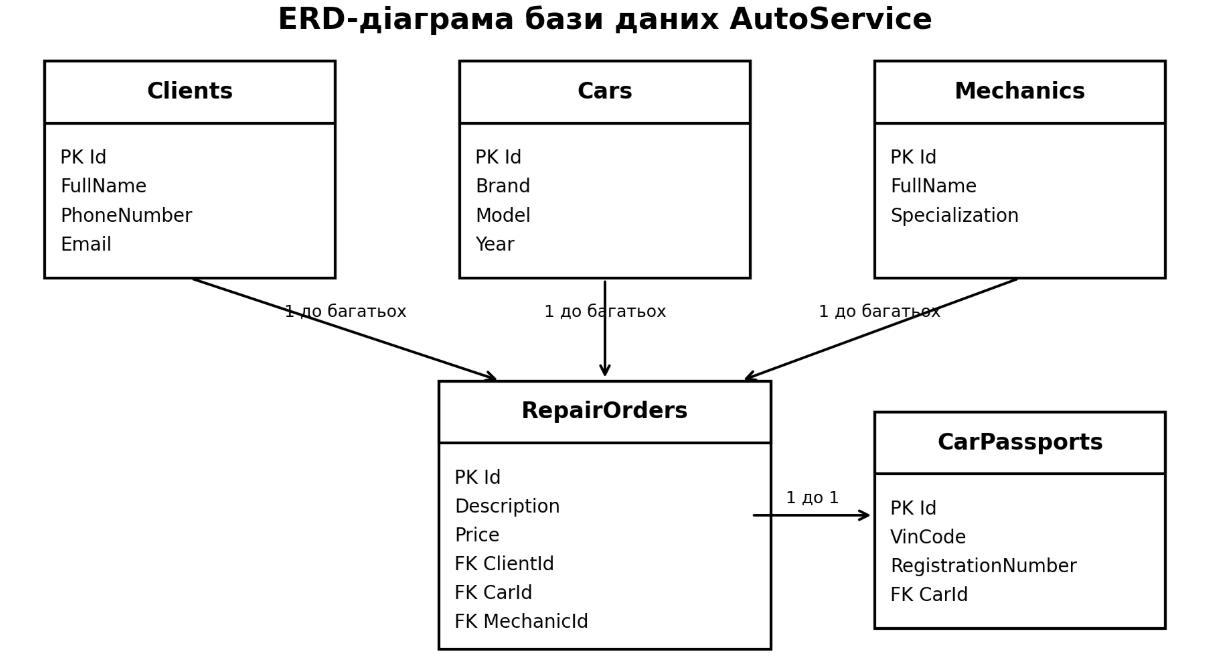 ERD-діаграма бази даних AutoService
Clients
PK Id
FullName
PhoneNumber
Email
Cars
PK Id
Brand
Model
Year
Mechanics
PK Id
FullName
Specialization
1 до багатьох
1 до багатьох
1 до багатьох
RepairOrders
PK Id
Description
Price
FK ClientId
FK CarId
FK MechanicId
1 до 1
CarPassports
PK Id
VinCode
RegistrationNumber
FK CarId